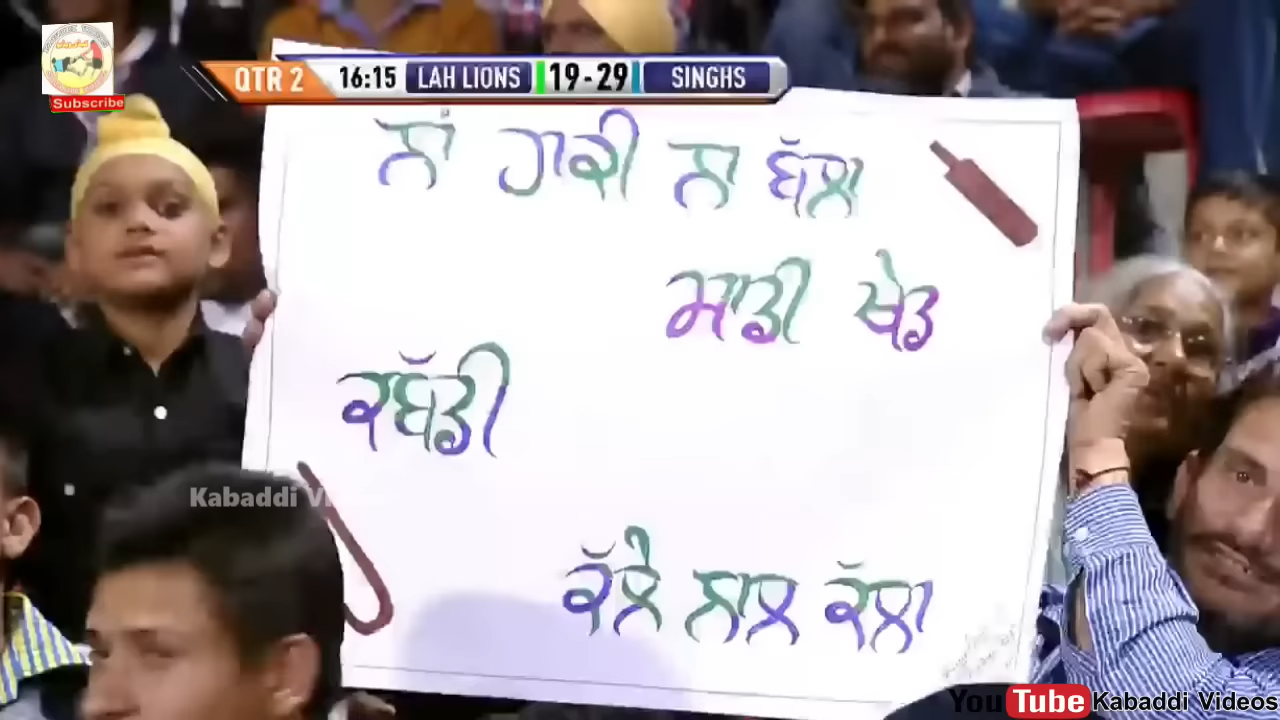 QTR 2 16:15 LAH LIONS 19-29 SINGHS
Subscribe
ਨਾਂ ਹਾਕੀ ਨਾ ਬੱਲਾ
ਸਾਡੀ ਖੇਡ
ਕਬੱਡੀ
Kabaddi Vi
ਕੱਲੇ ਨਾਲ ਕੱਲਾ
YouTube Kabaddi Videos